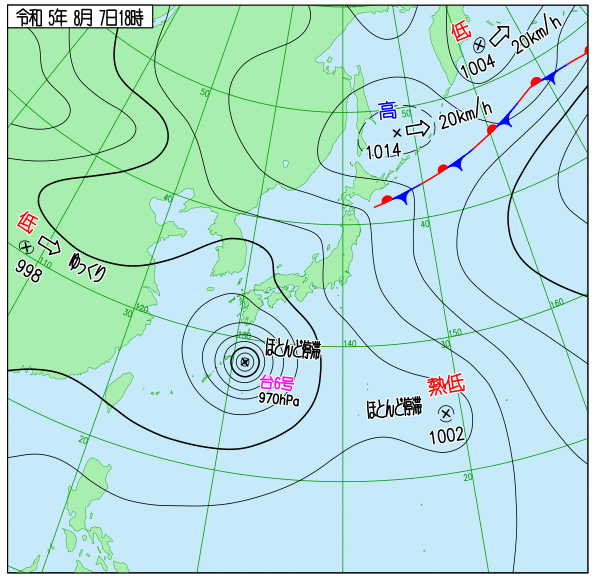 令和 5年 8月 7日18時
低
20km/h
1004
50
高
20km/h
50
1014
40
低
998
110
ゆっくり
40
30
120
130
ほとんど停滞
140
150
30
160
台6号
970hPa
熱低
ほとんど停滞
1002
20
20